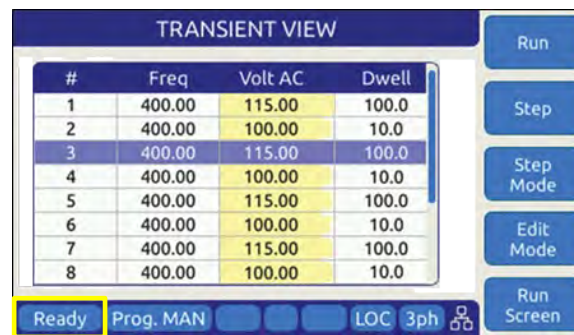 TRANSIENT VIEW
# Freq Volt AC Dwell
1 400.00 115.00 100.0
2 400.00 100.00 10.0
3 400.00 115.00 100.0
4 400.00 100.00 10.0
5 400.00 115.00 100.0
6 400.00 100.00 10.0
7 400.00 115.00 100.0
8 400.00 100.00 10.0
Run
Step
Step
Mode
Edit
Mode
Run
Screen
Ready Prog. MAN LOC 3ph